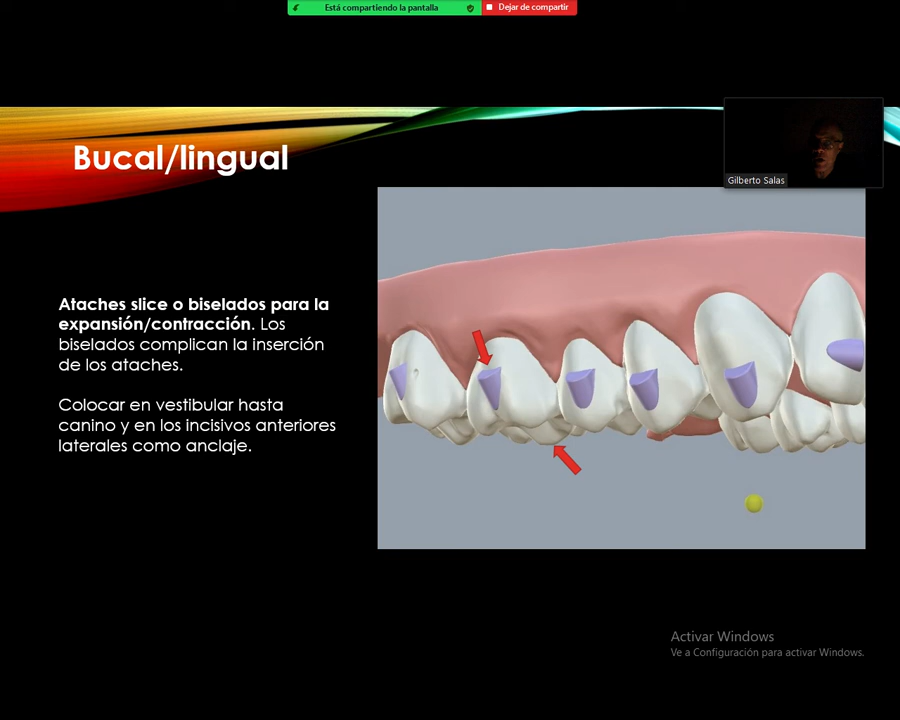 Está compartiendo la pantalla
Dejar de compartir
Bucal/lingual
Gilberto Salas
Ataches slice o biselados para la
expansión/contracción. Los
biselados complican la inserción
de los ataches.
Colocar en vestibular hasta
canino y en los incisivos anteriores
laterales como anclaje.
Activar Windows
Ve a Configuración para activar Windows.